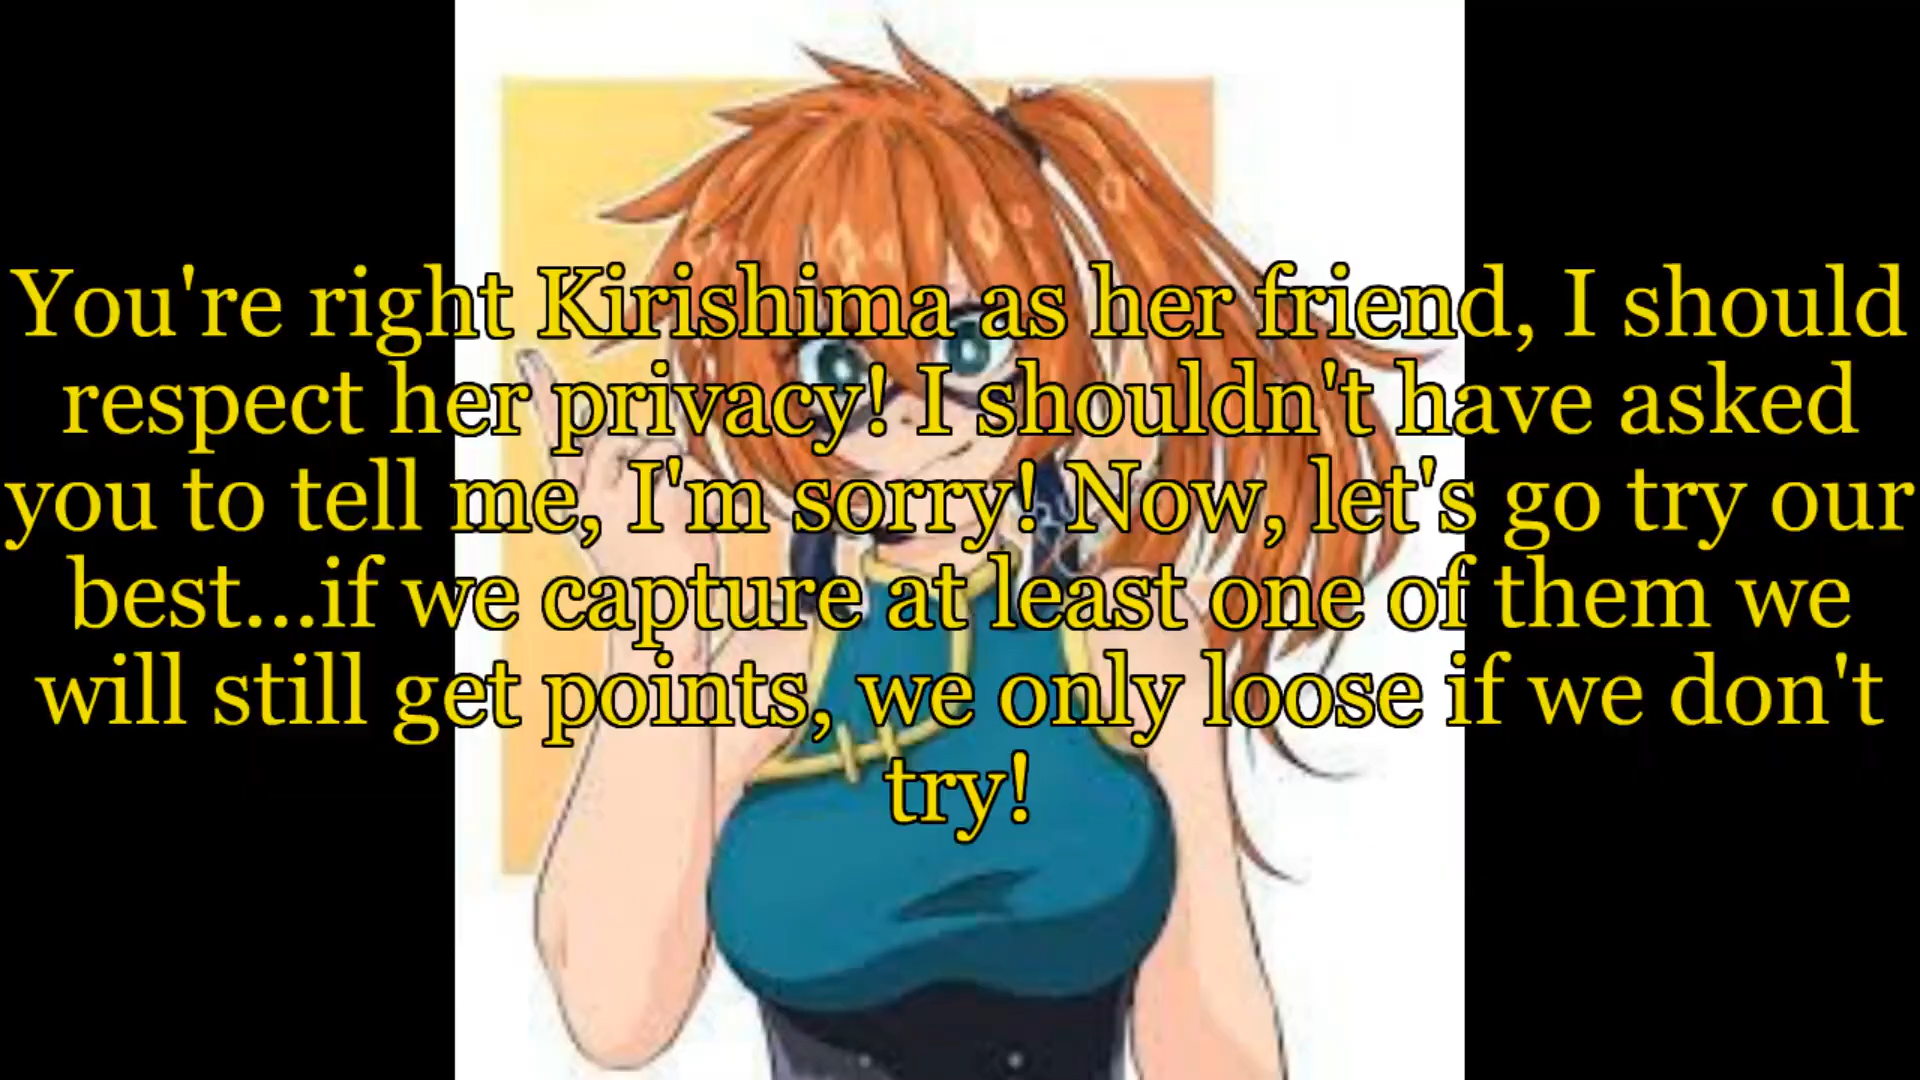 You're right Kirishima as her friend, I should
respect her privacy! I shouldn't have asked
you to tell me, I'm sorry! Now, let's go try our
best...if we capture at least one of them we
will still get points, we only loose if we don't
try!